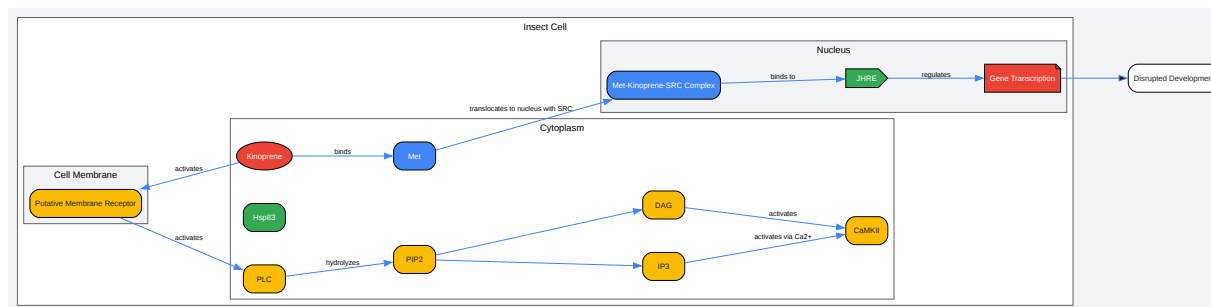 Insect Cell
Nucleus
Met-Kinoprene-SRC Complex
binds to
JHRE
regulates
Gene Transcription
Disrupted Development
translocates to nucleus with SRC
Cytoplasm
Kinoprene
binds
Met
activates
Cell Membrane
Putative Membrane Receptor
Hsp83
DAG
activates
CaMKII
activates via Ca2+
activates
PIP2
IP3
hydrolyzes
PLC